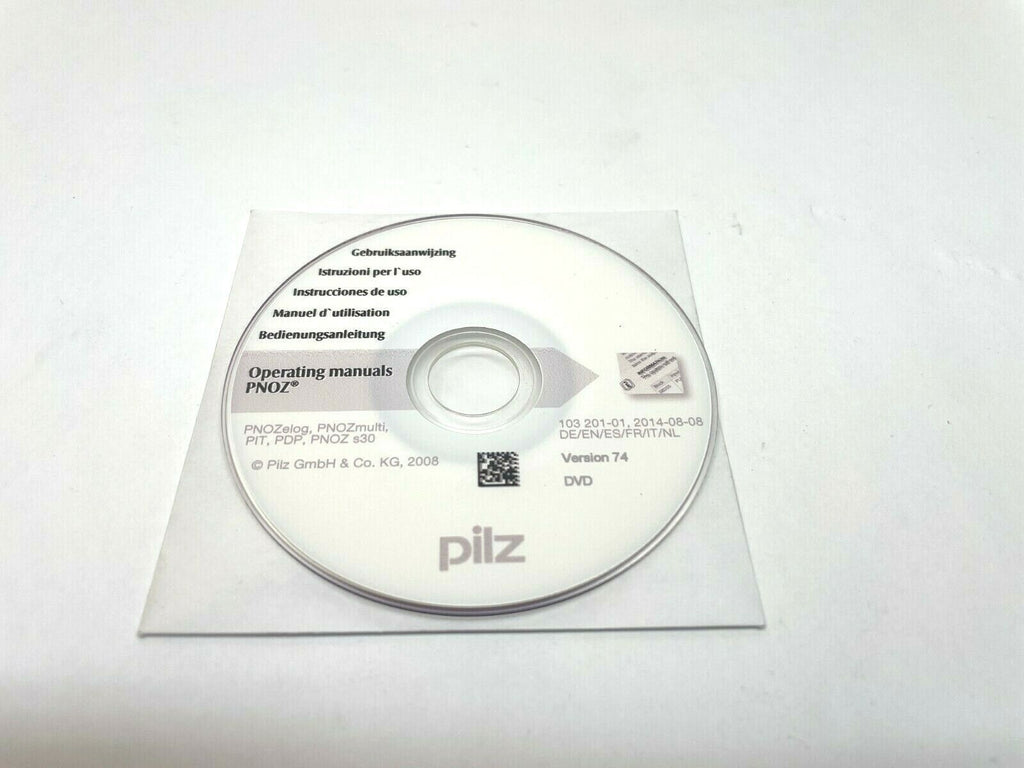 Gebruiksaanwijzing
Istruzioni per l`uso
Instrucciones de uso
Manuel d`utilisation
Bedienungsanleitung
Operating manuals
PNOZ®
INFORMATION
PNOZelog, PNOZmulti,
PIT, PDP, PNOZ s30
© Pilz GmbH & Co. KG, 2008
103 201-01, 2014-08-08
DE/EN/ES/FR/IT/NL
Version 74
DVD
pilz